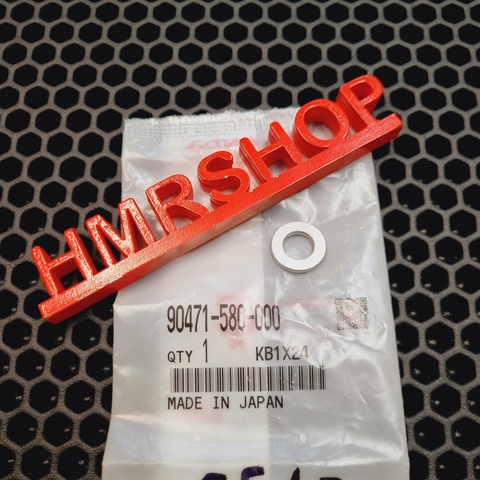 HMRSHOP
90471-580-000
QTY 1 KB1X24
MADE IN JAPAN